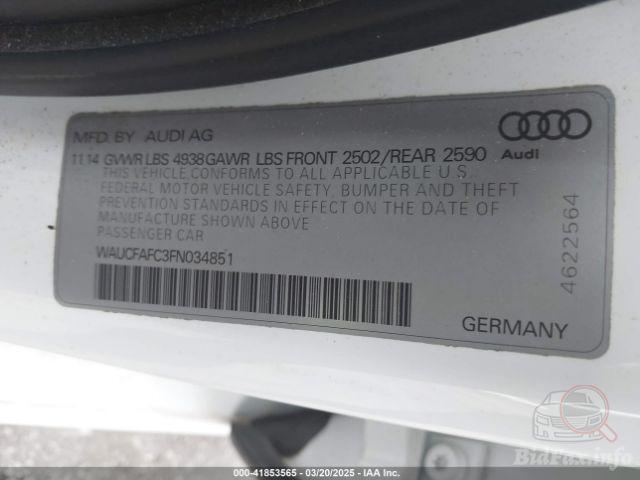 MFD. BY AUDI AG
11.14 GVWR LBS 4938 GAWR LBS FRONT 2502/REAR 2590
Audi
THIS VEHICLE CONFORMS TO ALL APPLICABLE U.S.
FEDERAL MOTOR VEHICLE SAFETY, BUMPER AND THEFT
PREVENTION STANDARDS IN EFFECT ON THE DATE OF
MANUFACTURE SHOWN ABOVE
PASSENGER CAR
WAUCFAFC3FN034851
4622564
GERMANY
BidFax.info
000-41853565 — 03/20/2025 — IAA Inc.